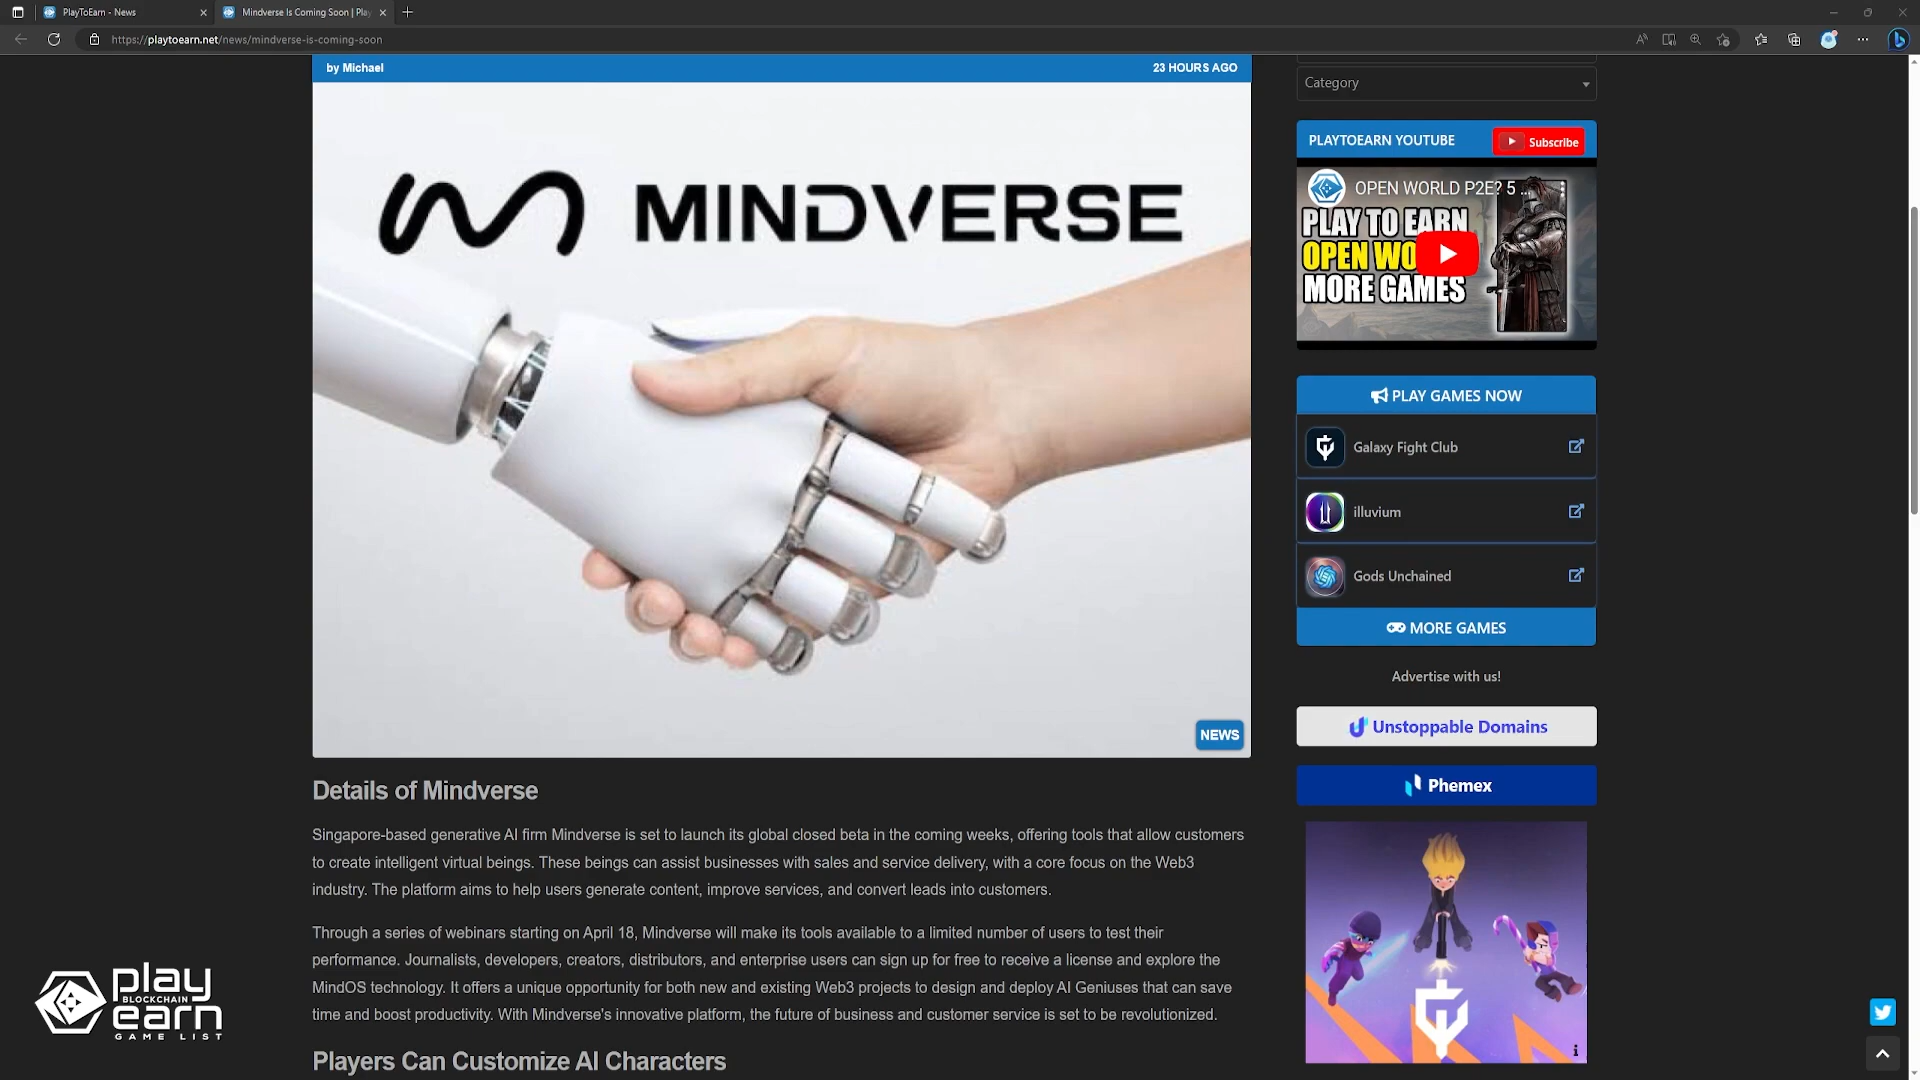 PlayToEarn - News
Mindverse Is Coming Soon | Play
https://playtoearn.net/news/mindverse-is-coming-soon
by Michael
23 HOURS AGO
MINDVERSE
NEWS
Details of Mindverse
Singapore-based generative AI firm Mindverse is set to launch its global closed beta in the coming weeks, offering tools that allow customers
to create intelligent virtual beings. These beings can assist businesses with sales and service delivery, with a core focus on the Web3
industry. The platform aims to help users generate content, improve services, and convert leads into customers.
Through a series of webinars starting on April 18, Mindverse will make its tools available to a limited number of users to test their
performance. Journalists, developers, creators, distributors, and enterprise users can sign up for free to receive a license and explore the
MindOS technology. It offers a unique opportunity for both new and existing Web3 projects to design and deploy AI Geniuses that can save
time and boost productivity. With Mindverse's innovative platform, the future of business and customer service is set to be revolutionized.
Players Can Customize AI Characters
Category
PLAYTOEARN YOUTUBE
Subscribe
OPEN WORLD P2E? 5 ...
PLAY TO EARN
OPEN WO
MORE GAMES
PLAY GAMES NOW
Galaxy Fight Club
illuvium
Gods Unchained
MORE GAMES
Advertise with us!
Unstoppable Domains
Phemex
play
BLOCKCHAIN
earn
GAME LIST